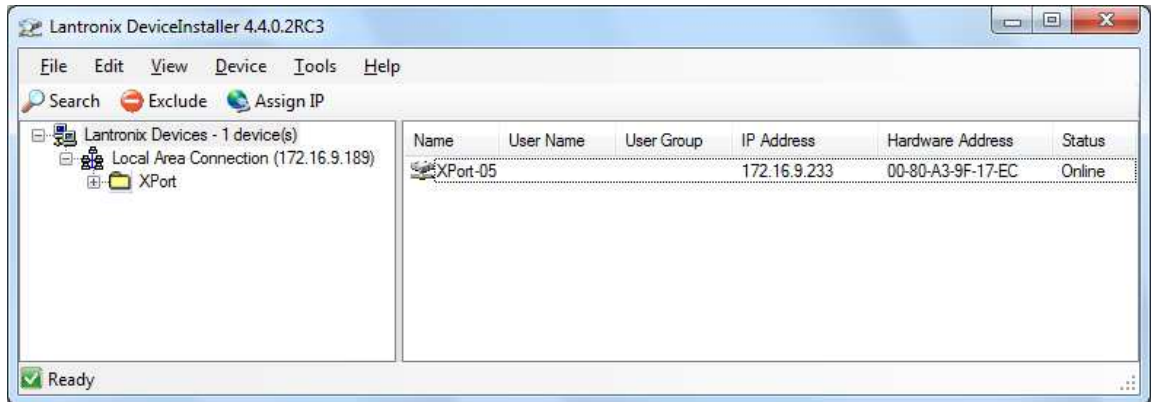 Lantronix DeviceInstaller 4.4.0.2RC3
File Edit View Device Tools Help
Search Exclude Assign IP
Lantronix Devices - 1 device(s)
Local Area Connection (172.16.9.189)
XPort
Name User Name User Group IP Address Hardware Address Status
XPort-05 172.16.9.233 00-80-A3-9F-17-EC Online
Ready